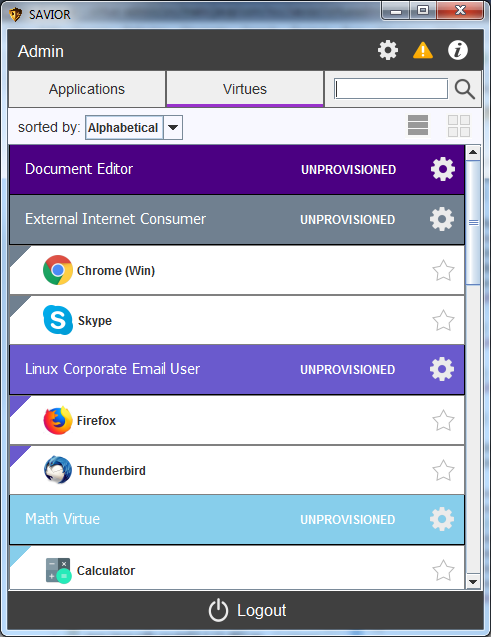 SAVIOR
Admin
Applications Virtues
sorted by: Alphabetical
Document Editor UNPROVISIONED
External Internet Consumer UNPROVISIONED
Chrome (Win)
Skype
Linux Corporate Email User UNPROVISIONED
Firefox
Thunderbird
Math Virtue UNPROVISIONED
Calculator
Logout